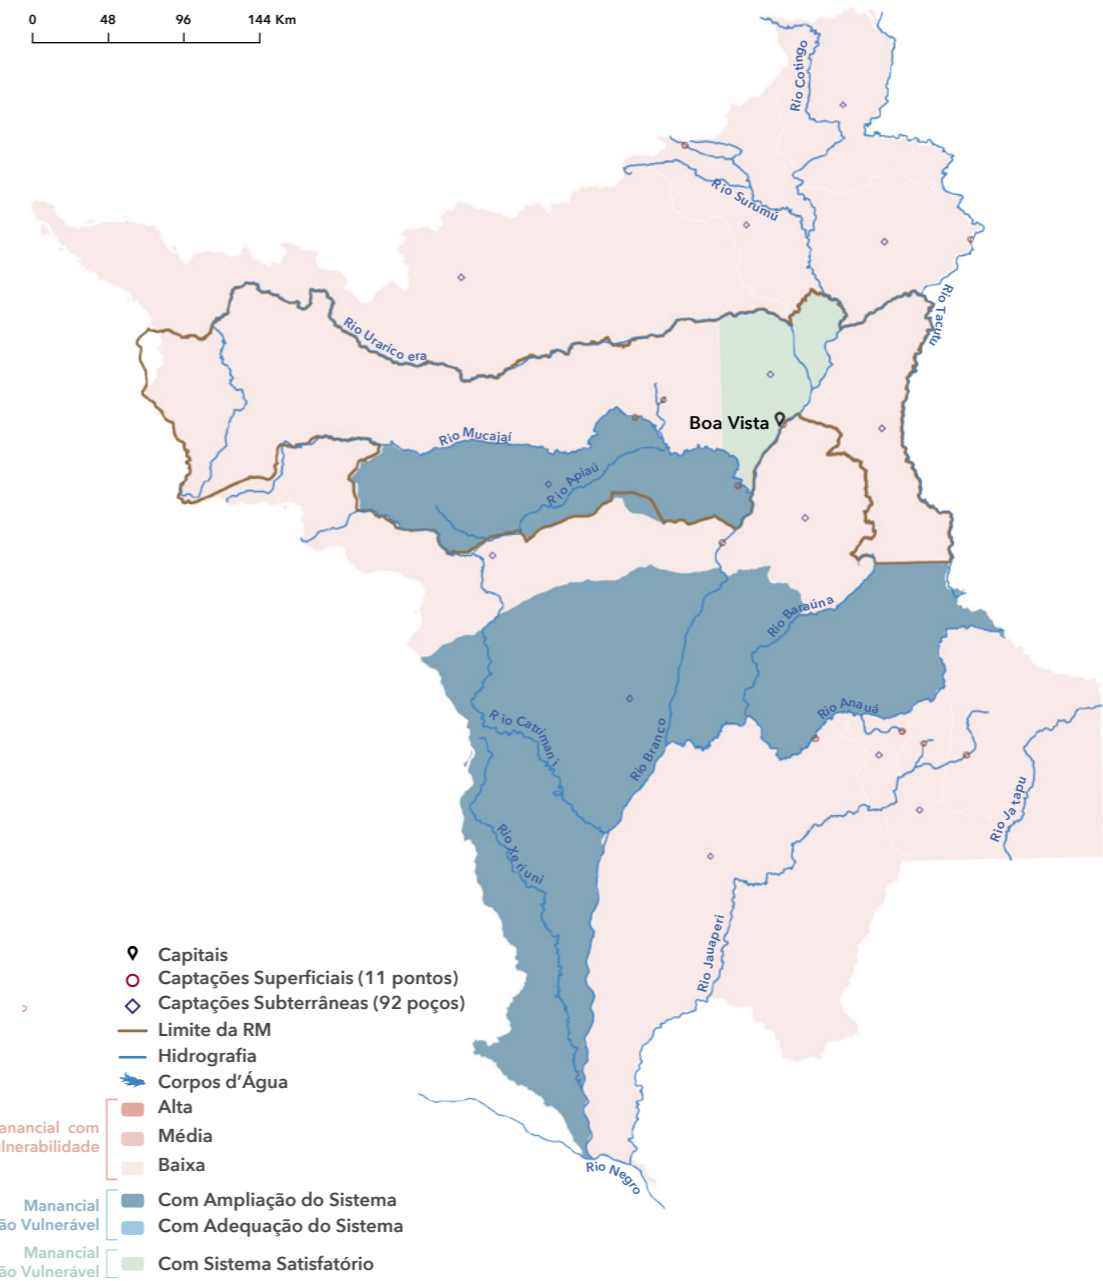 0 48 96 144 Km
Rio Cotingo
Rio Surumú
Rio Tacutu
Rio Urarico era
Boa Vista
Rio Mucajaí
Rio Apiaú
Rio Baraúna
Rio Anauá
Rio Catrimani
Rio Branco
Rio Jatapu
Rio Xeriuni
Rio Jauaperi
Rio Negro
Capitais
Captações Superficiais (11 pontos)
Captações Subterrâneas (92 poços)
Limite da RM
Hidrografia
Corpos d'Água
Alta
anancial com
ulnerabilidade
Média
Baixa
Com Ampliação do Sistema
Manancial
ão Vulnerável
Com Adequação do Sistema
Manancial
ão Vulnerável
Com Sistema Satisfatório